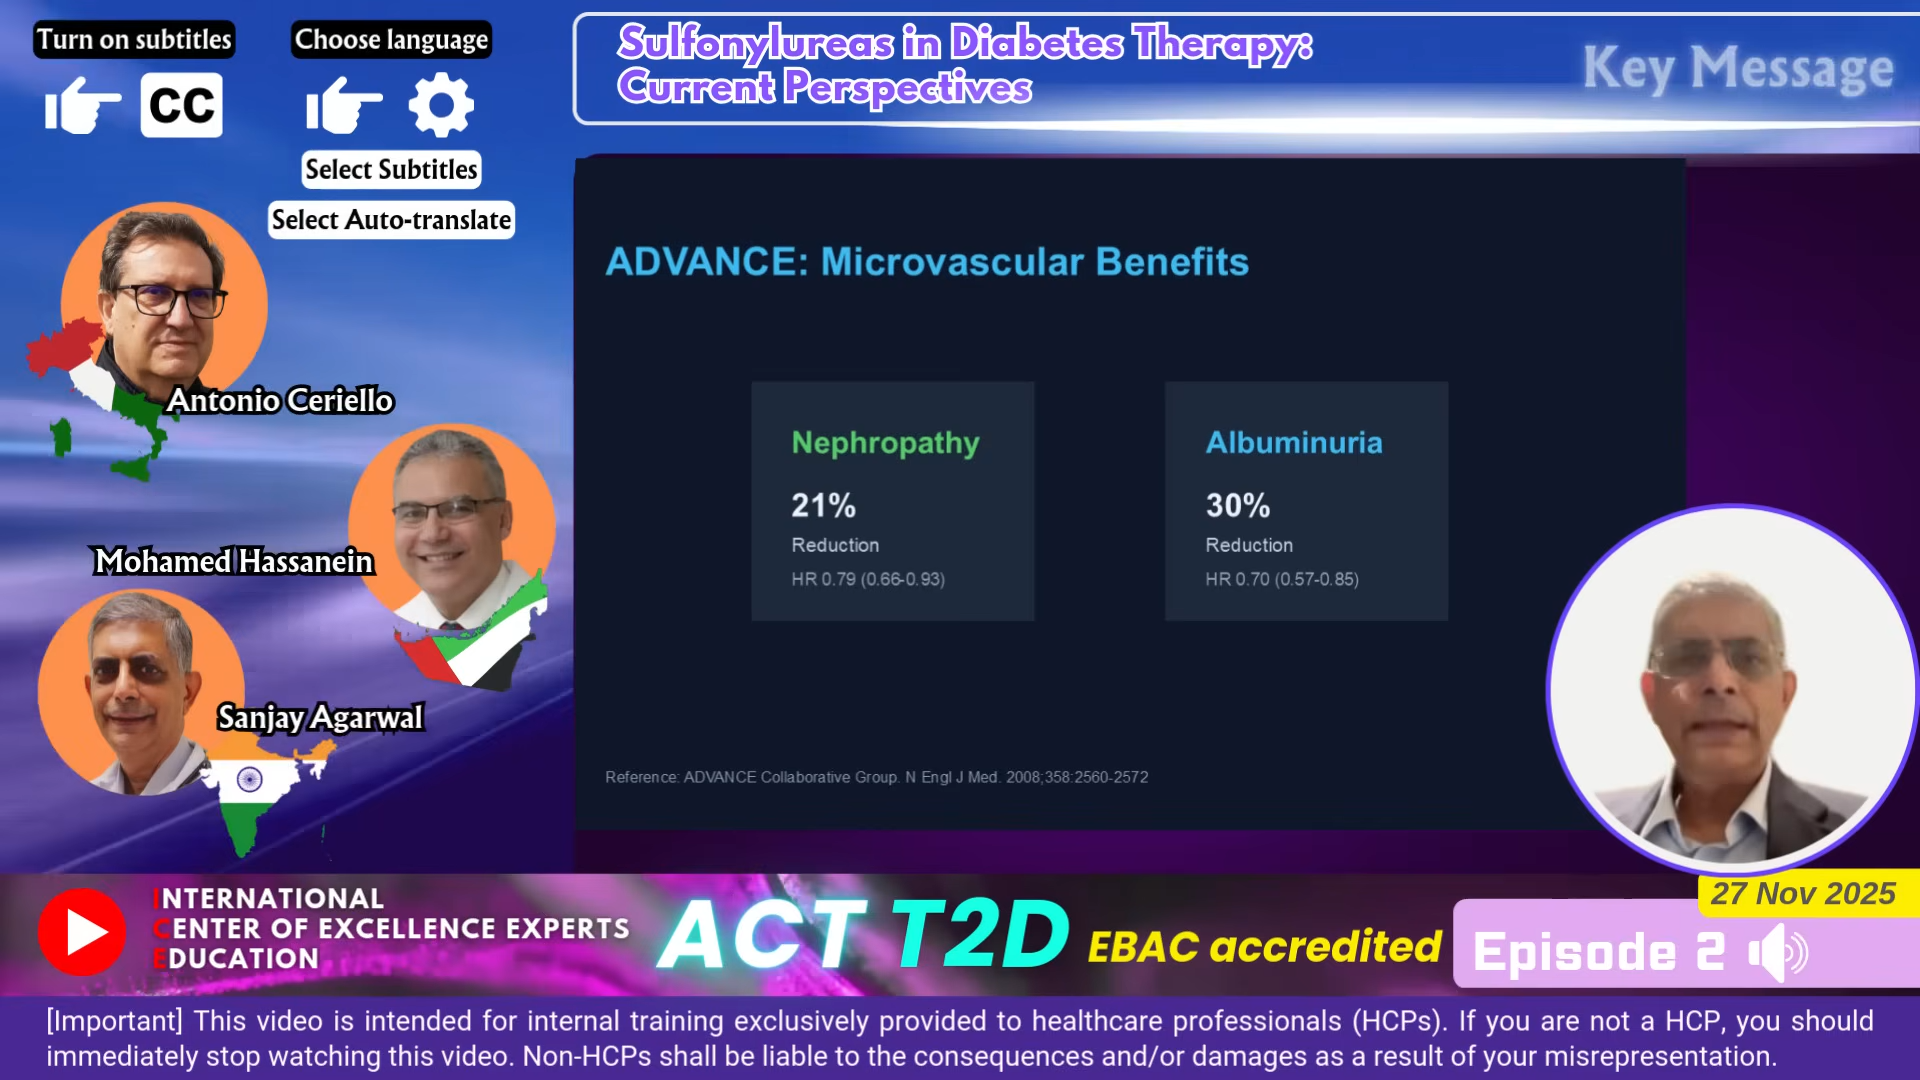 Turn on subtitles
Choose language
CC
Select Subtitles
Select Auto-translate
Sulfonylureas in Diabetes Therapy:
Current Perspectives
Key Message
Antonio Ceriello
Mohamed Hassanein
Sanjay Agarwal
ADVANCE: Microvascular Benefits
Nephropathy
21%
Reduction
HR 0.79 (0.66-0.93)
Albuminuria
30%
Reduction
HR 0.70 (0.57-0.85)
Reference: ADVANCE Collaborative Group. N Engl J Med. 2008;358:2560-2572
INTERNATIONAL
CENTER OF EXCELLENCE EXPERTS
EDUCATION
ACT T2D
EBAC accredited
27 Nov 2025
Episode 2
[Important] This video is intended for internal training exclusively provided to healthcare professionals (HCPs). If you are not a HCP, you should
immediately stop watching this video. Non-HCPs shall be liable to the consequences and/or damages as a result of your misrepresentation.